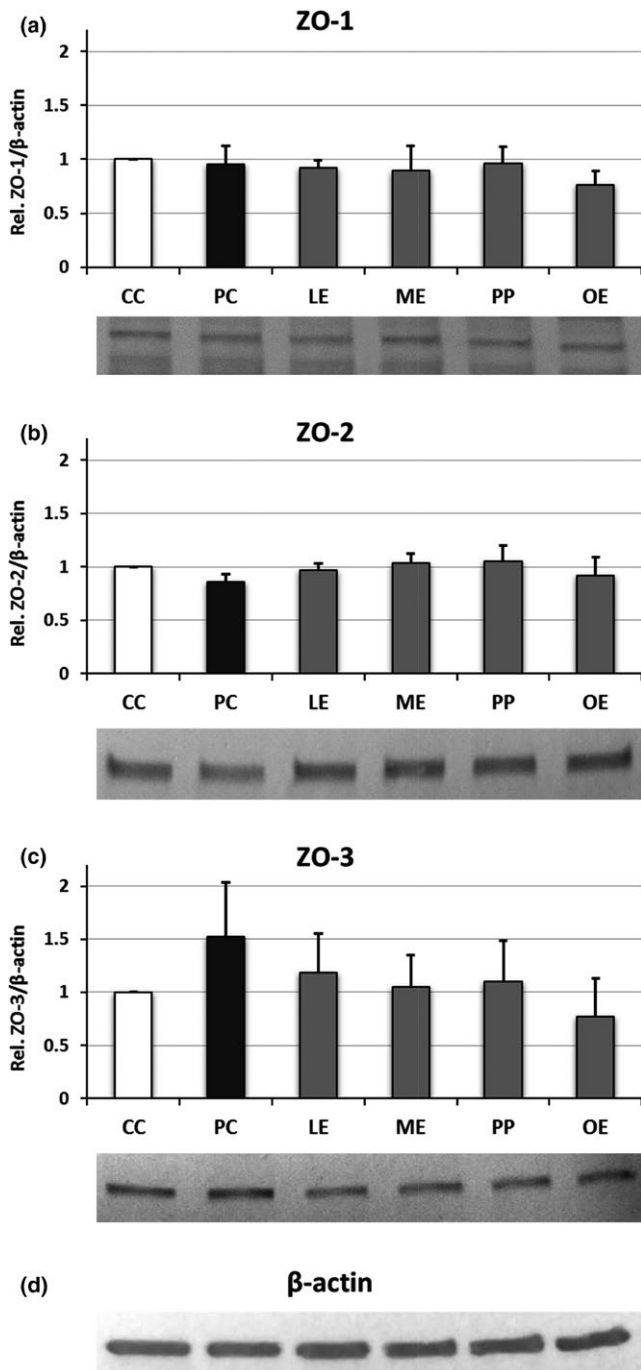 (a)
ZO-1
Rel. ZO-1/β-actin
2
1.5
1
0.5
0
CC PC LE ME PP OE
(b)
ZO-2
Rel. ZO-2/β-actin
2
1.5
1
0.5
0
CC PC LE ME PP OE
(c)
ZO-3
Rel. ZO-3/β-actin
2
1.5
1
0.5
0
CC PC LE ME PP OE
(d)
β-actin